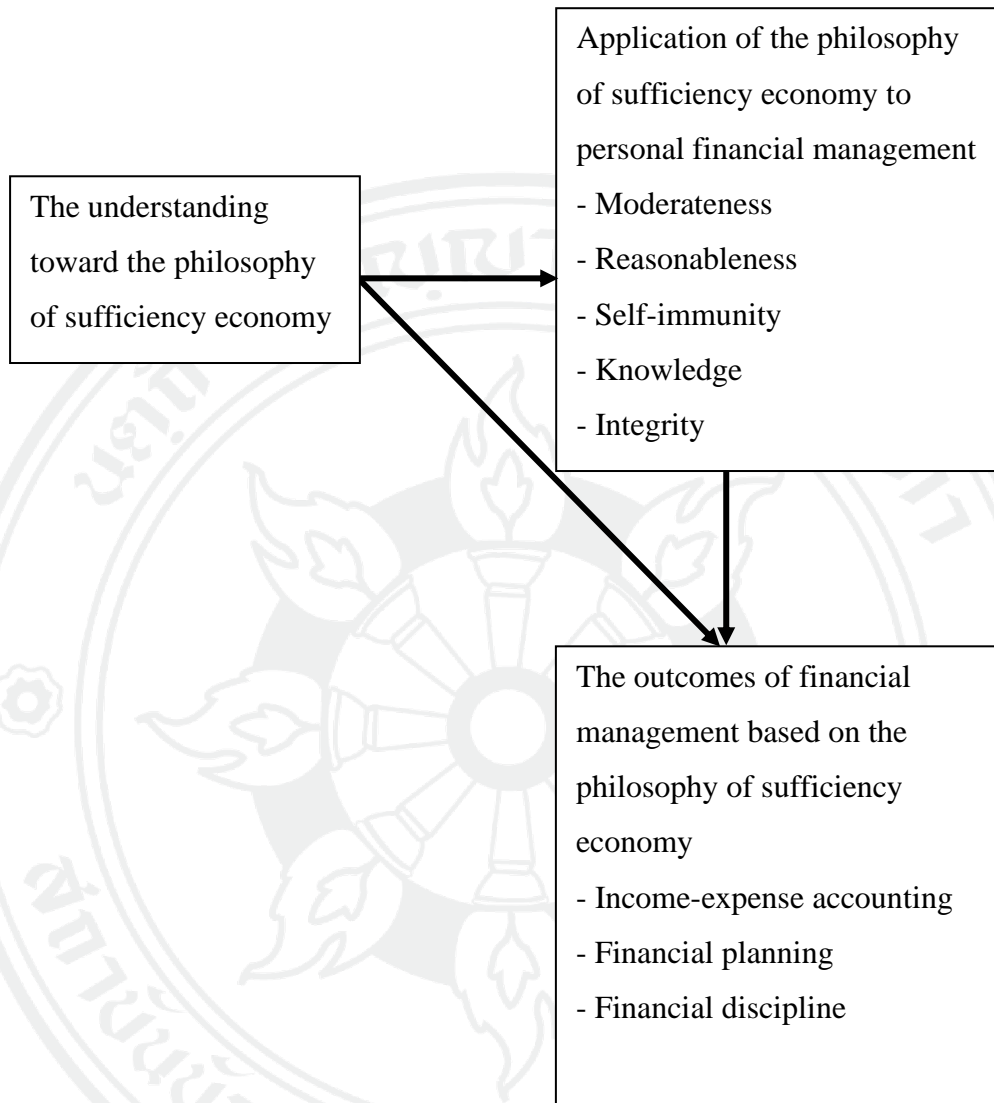 Application of the philosophy
of sufficiency economy to
personal financial management
- Moderateness
- Reasonableness
- Self-immunity
- Knowledge
- Integrity
The understanding
toward the philosophy
of sufficiency economy
The outcomes of financial
management based on the
philosophy of sufficiency
economy
- Income-expense accounting
- Financial planning
- Financial discipline